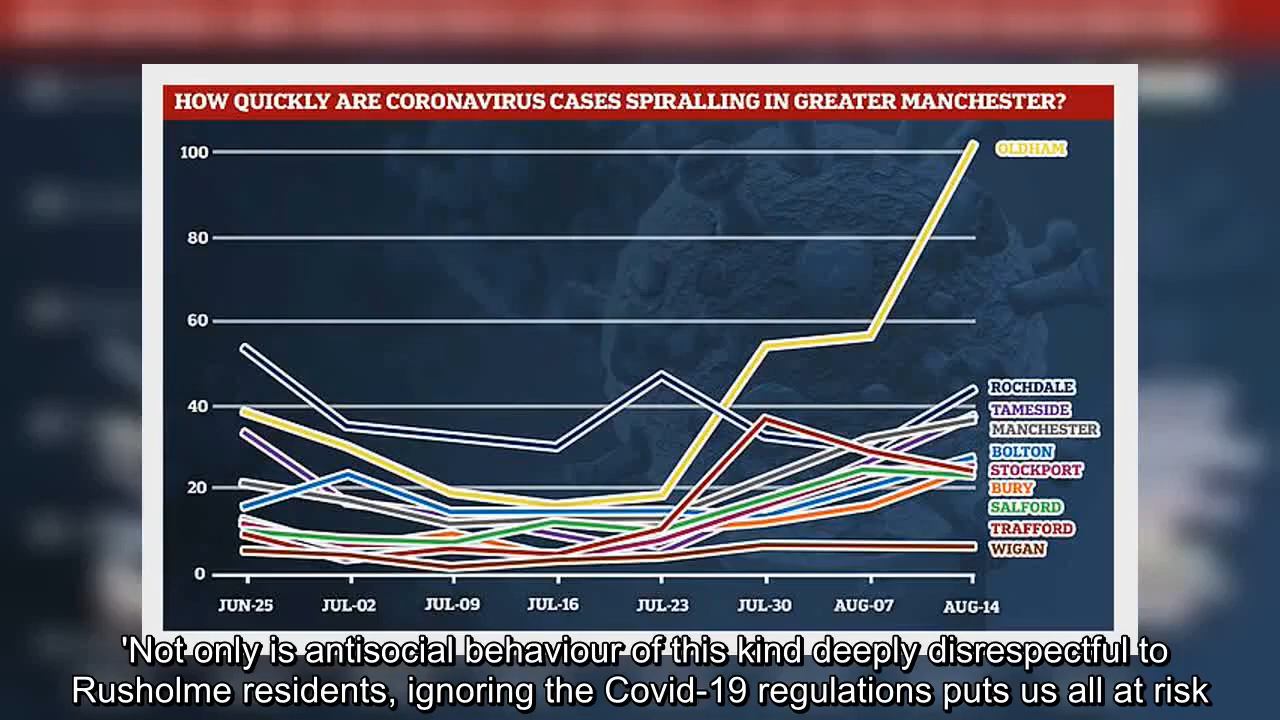 HOW QUICKLY ARE CORONAVIRUS CASES SPIRALLING IN GREATER MANCHESTER?
100
OLDHAM
80
60
40
ROCHDALE
TAMESIDE
MANCHESTER
BOLTON
STOCKPORT
20
BURY
SALFORD
TRAFFORD
WIGAN
0
JUN-25 JUL-02 JUL-09 JUL-16 JUL-23 JUL-30 AUG-07 AUG-14
'Not only is antisocial behaviour of this kind deeply disrespectful to
Rusholme residents, ignoring the Covid-19 regulations puts us all at risk